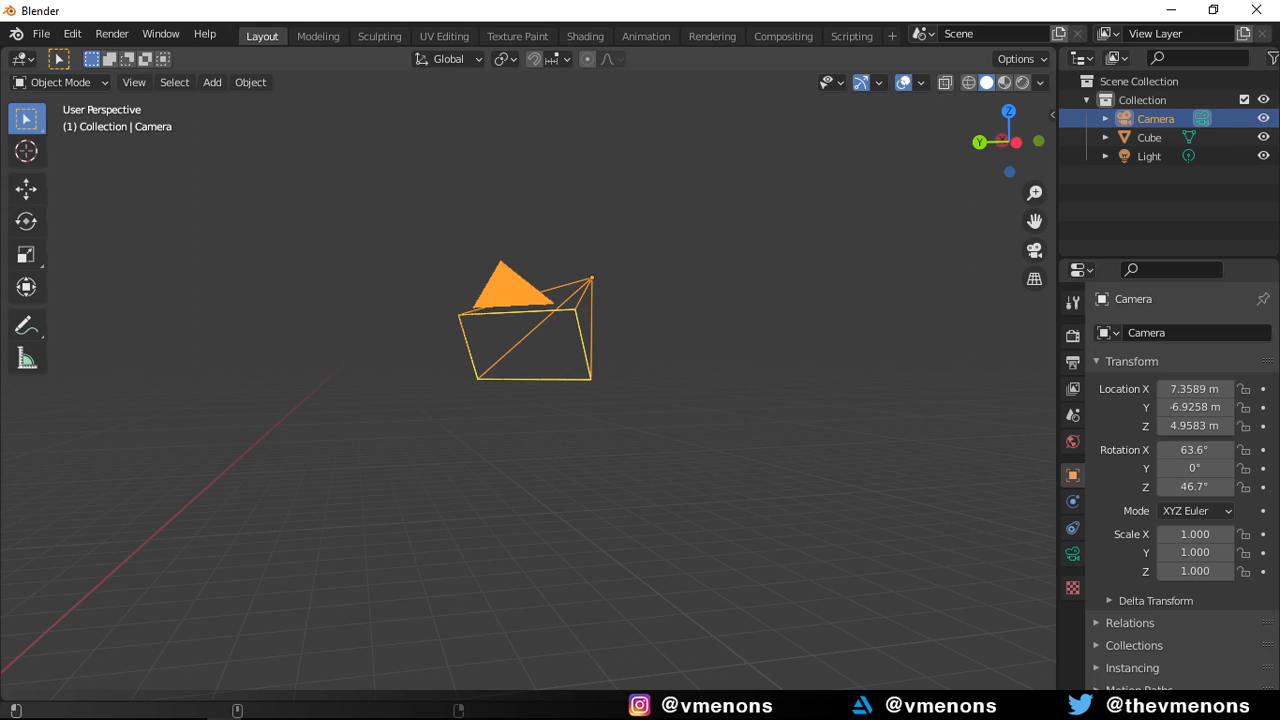 Blender
File Edit Render Window Help Layout Modeling Sculpting UV Editing Texture Paint Shading Animation Rendering Compositing Scripting + Scene View Layer
Global Options
Object Mode View Select Add Object
User Perspective
(1) Collection | Camera
Z
Y
Scene Collection
Collection
Camera
Cube
Light
Camera
Camera
Transform
Location X 7.3589 m
Y -6.9258 m
Z 4.9583 m
Rotation X 63.6°
Y 0°
Z 46.7°
Mode XYZ Euler
Scale X 1.000
Y 1.000
Z 1.000
Delta Transform
Relations
Collections
Instancing
Motion Paths
@vmenons @vmenons @thevmenons